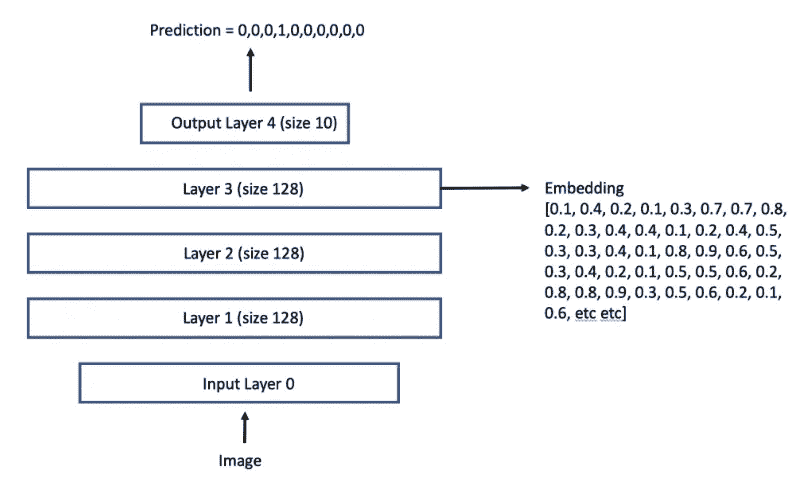 Prediction = 0,0,0,1,0,0,0,0,0,0
Output Layer 4 (size 10)
Layer 3 (size 128)
Embedding
[0.1, 0.4, 0.2, 0.1, 0.3, 0.7, 0.7, 0.8,
0.2, 0.3, 0.4, 0.4, 0.1, 0.2, 0.4, 0.5,
0.3, 0.3, 0.4, 0.1, 0.8, 0.9, 0.6, 0.5,
0.3, 0.4, 0.2, 0.1, 0.5, 0.5, 0.6, 0.2,
0.8, 0.8, 0.9, 0.3, 0.5, 0.6, 0.2, 0.1,
0.6, etc etc]
Layer 2 (size 128)
Layer 1 (size 128)
Input Layer 0
Image